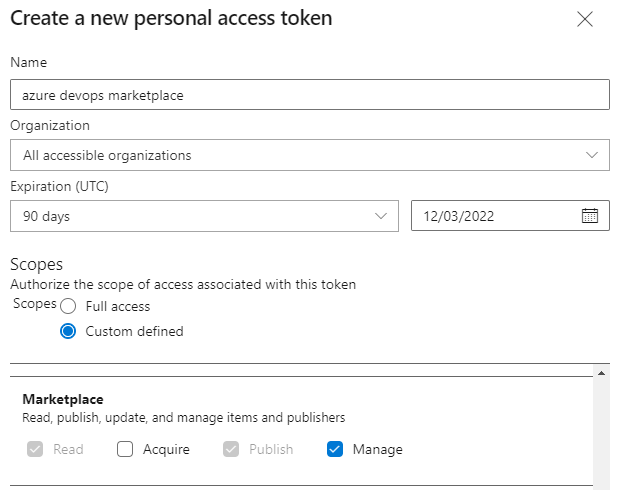 Create a new personal access token
Name
azure devops marketplace
Organization
All accessible organizations
Expiration (UTC)
90 days 12/03/2022
Scopes
Authorize the scope of access associated with this token
Scopes Full access
Custom defined
Marketplace
Read, publish, update, and manage items and publishers
Read Acquire Publish Manage